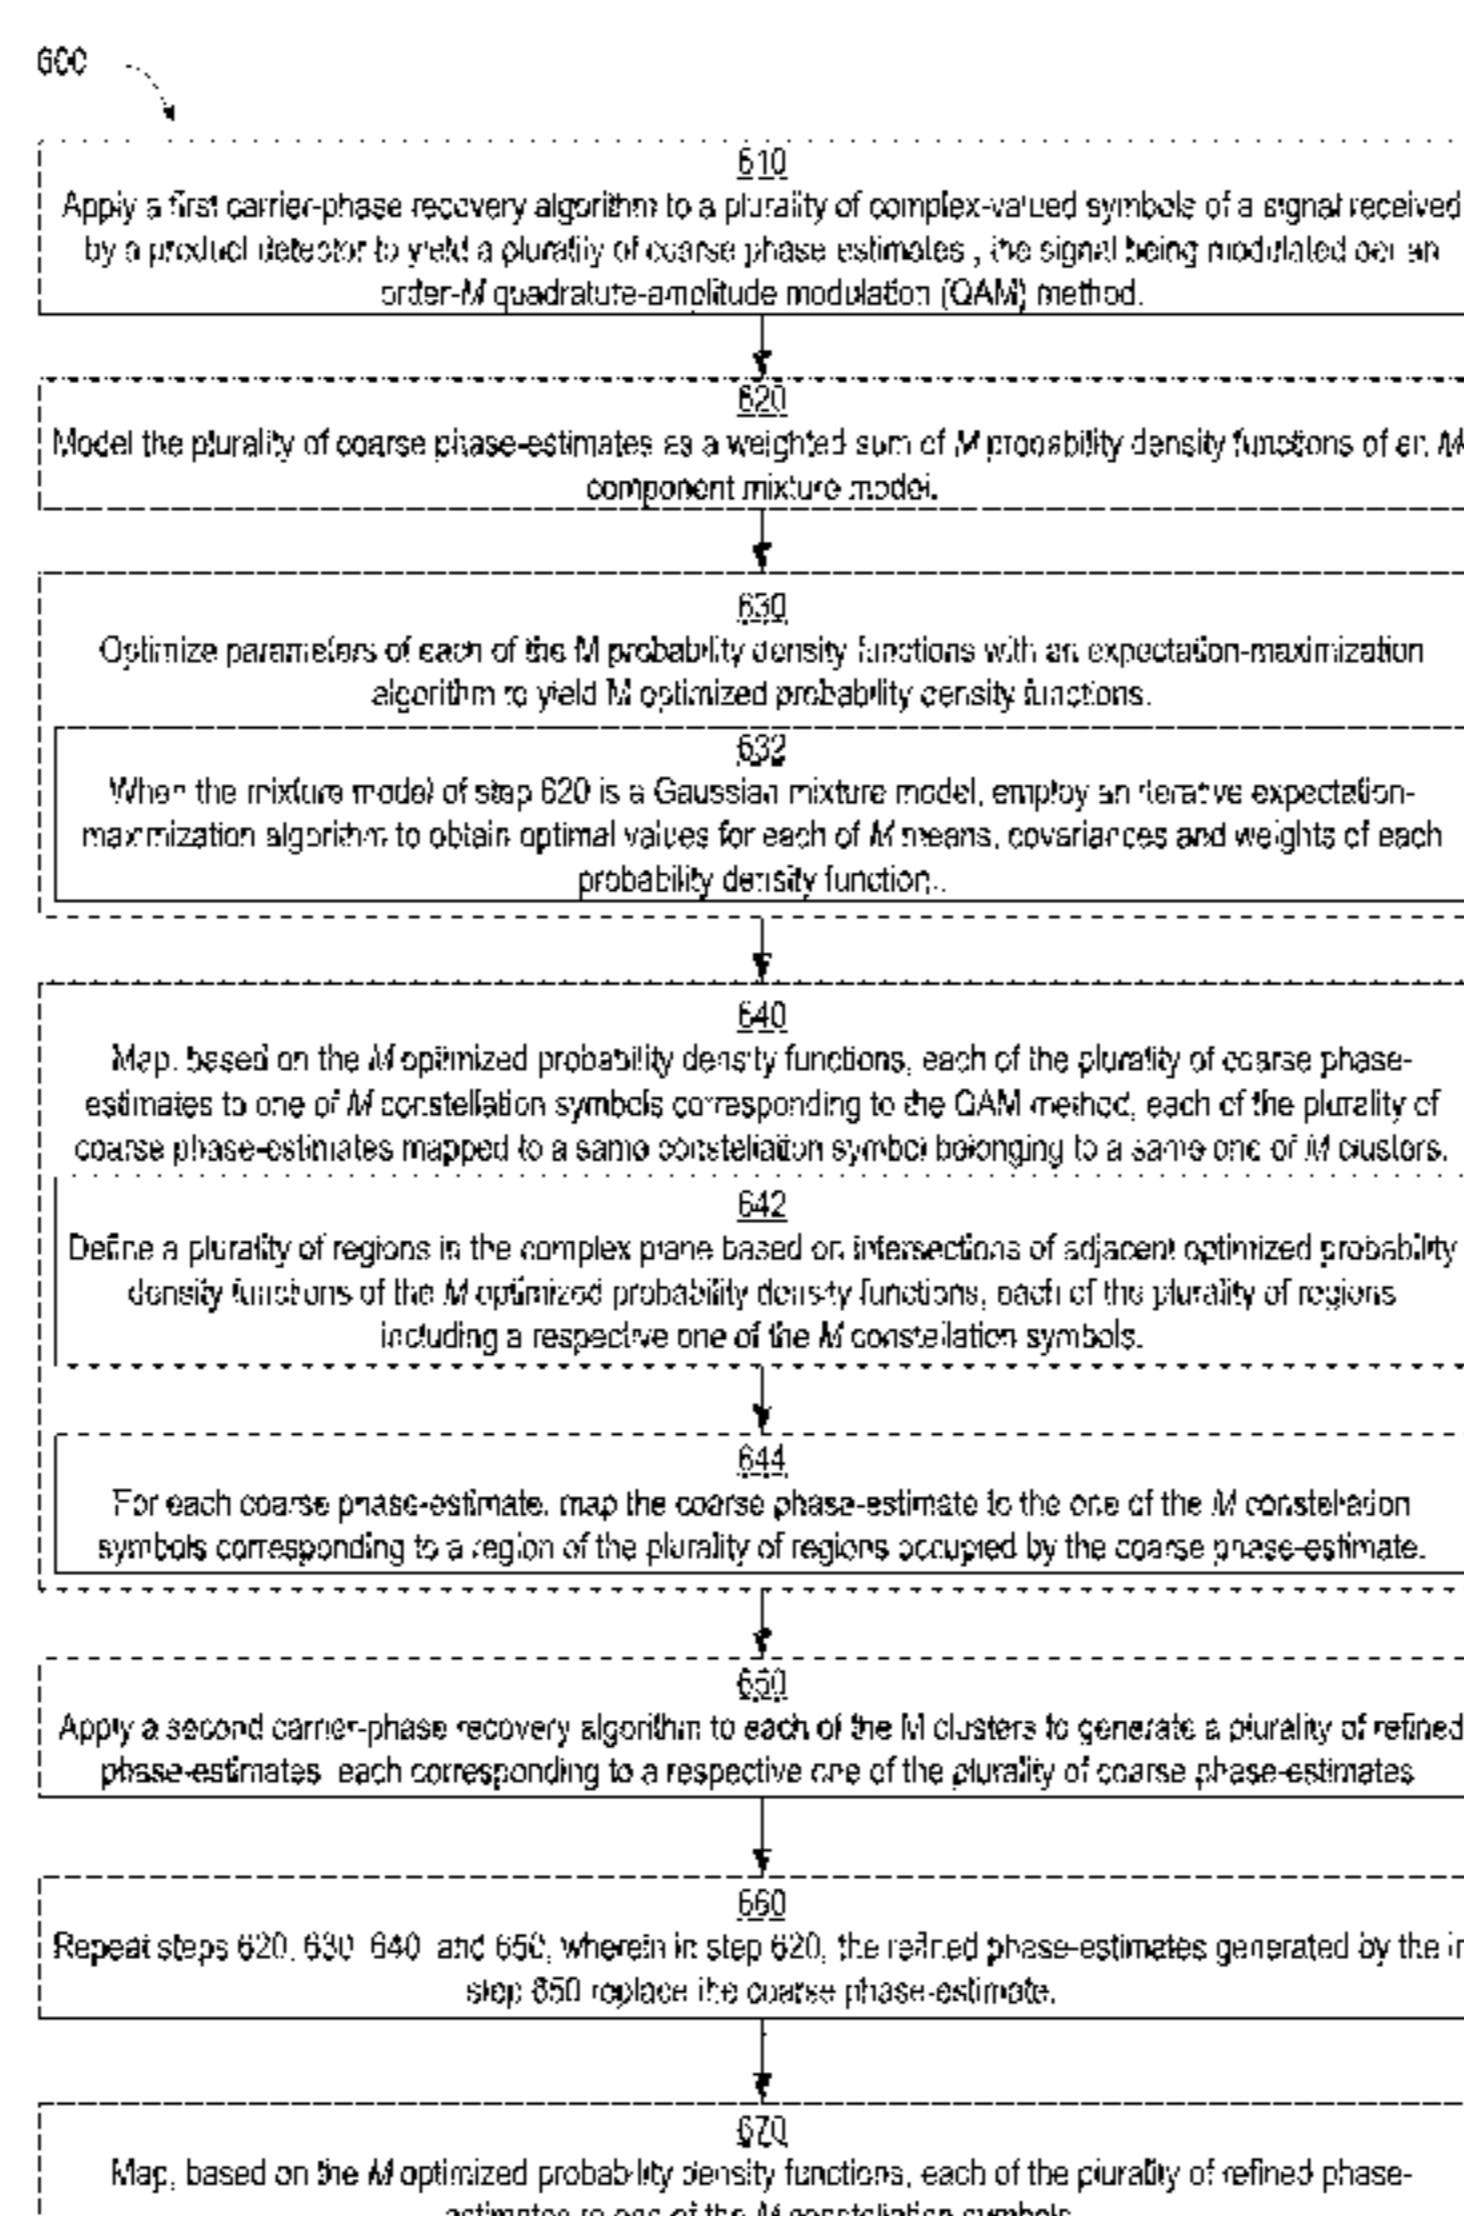 600
610
Apply a first carrier-phase recovery algorithm to a plurality of complex-valued symbols of a signal received
by a product detector to yield a plurality of coarse phase estimates , the signal being modulated per an
order-M quadrature-amplitude modulation (QAM) method.
620
Model the plurality of coarse phase-estimates as a weighted sum of M probability density functions of an M
component mixture model.
630
Optimize parameters of each of the M probability density functions with an expectation-maximization
algorithm to yield M optimized probability density functions.
632
When the mixture model of step 620 is a Gaussian mixture model, employ an iterative expectation-
maximization algorithm to obtain optimal values for each of M means, covariances and weights of each
probability density function..
640
Map, based on the M optimized probability density functions, each of the plurality of coarse phase-
estimates to one of M constellation symbols corresponding to the QAM method, each of the plurality of
coarse phase-estimates mapped to a same constellation symbol belonging to a same one of M clusters.
642
Define a plurality of regions in the complex plane based on intersections of adjacent optimized probability
density functions of the M optimized probability density functions, each of the plurality of regions
including a respective one of the M constellation symbols.
644
For each coarse phase-estimate, map the coarse phase-estimate to the one of the M constellation
symbols corresponding to a region of the plurality of regions occupied by the coarse phase-estimate.
650
Apply a second carrier-phase recovery algorithm to each of the M clusters to generate a plurality of refined
phase-estimates each corresponding to a respective one of the plurality of coarse phase-estimates
660
Repeat steps 620, 630 640 and 650, wherein in step 620, the refined phase-estimates generated by the in
step 650 replace the coarse phase-estimate.
670
Map, based on the M optimized probability density functions, each of the plurality of refined phase-
estimates to one of the M constellation symbols